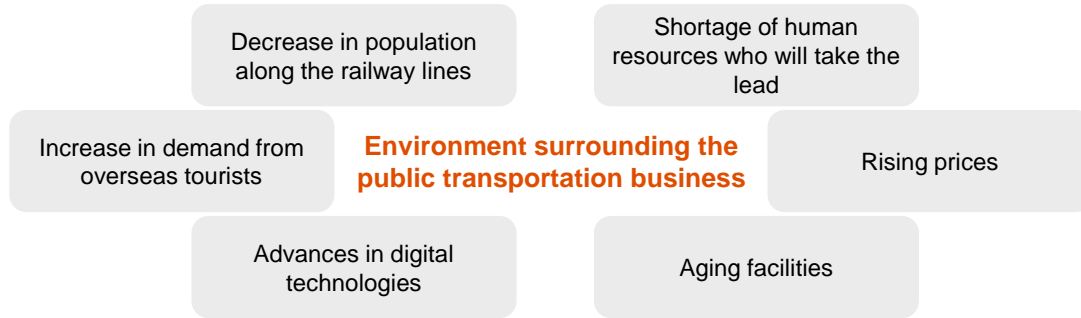 Decrease in population
along the railway lines
Shortage of human
resources who will take the
lead
Increase in demand from
overseas tourists
Environment surrounding the
public transportation business
Rising prices
Advances in digital
technologies
Aging facilities